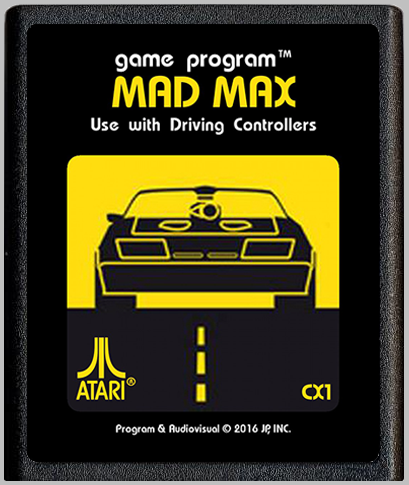 game program™
MAD MAX
Use with Driving Controllers
ATARI®
CX1
Program & Audiovisual © 2016 JP, INC.